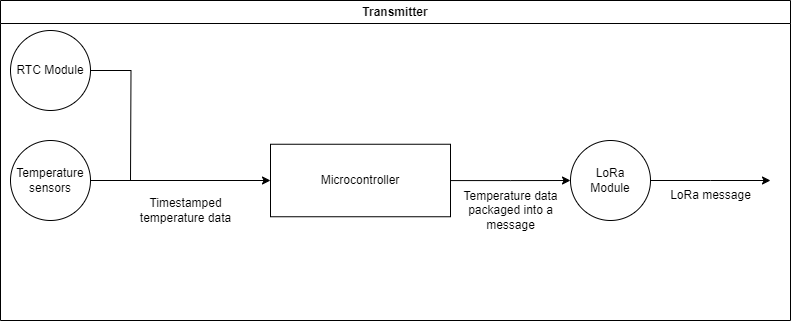 Transmitter
RTC Module
Temperature
sensors
Timestamped
temperature data
Microcontroller
Temperature data
packaged into a
message
LoRa
Module
LoRa message